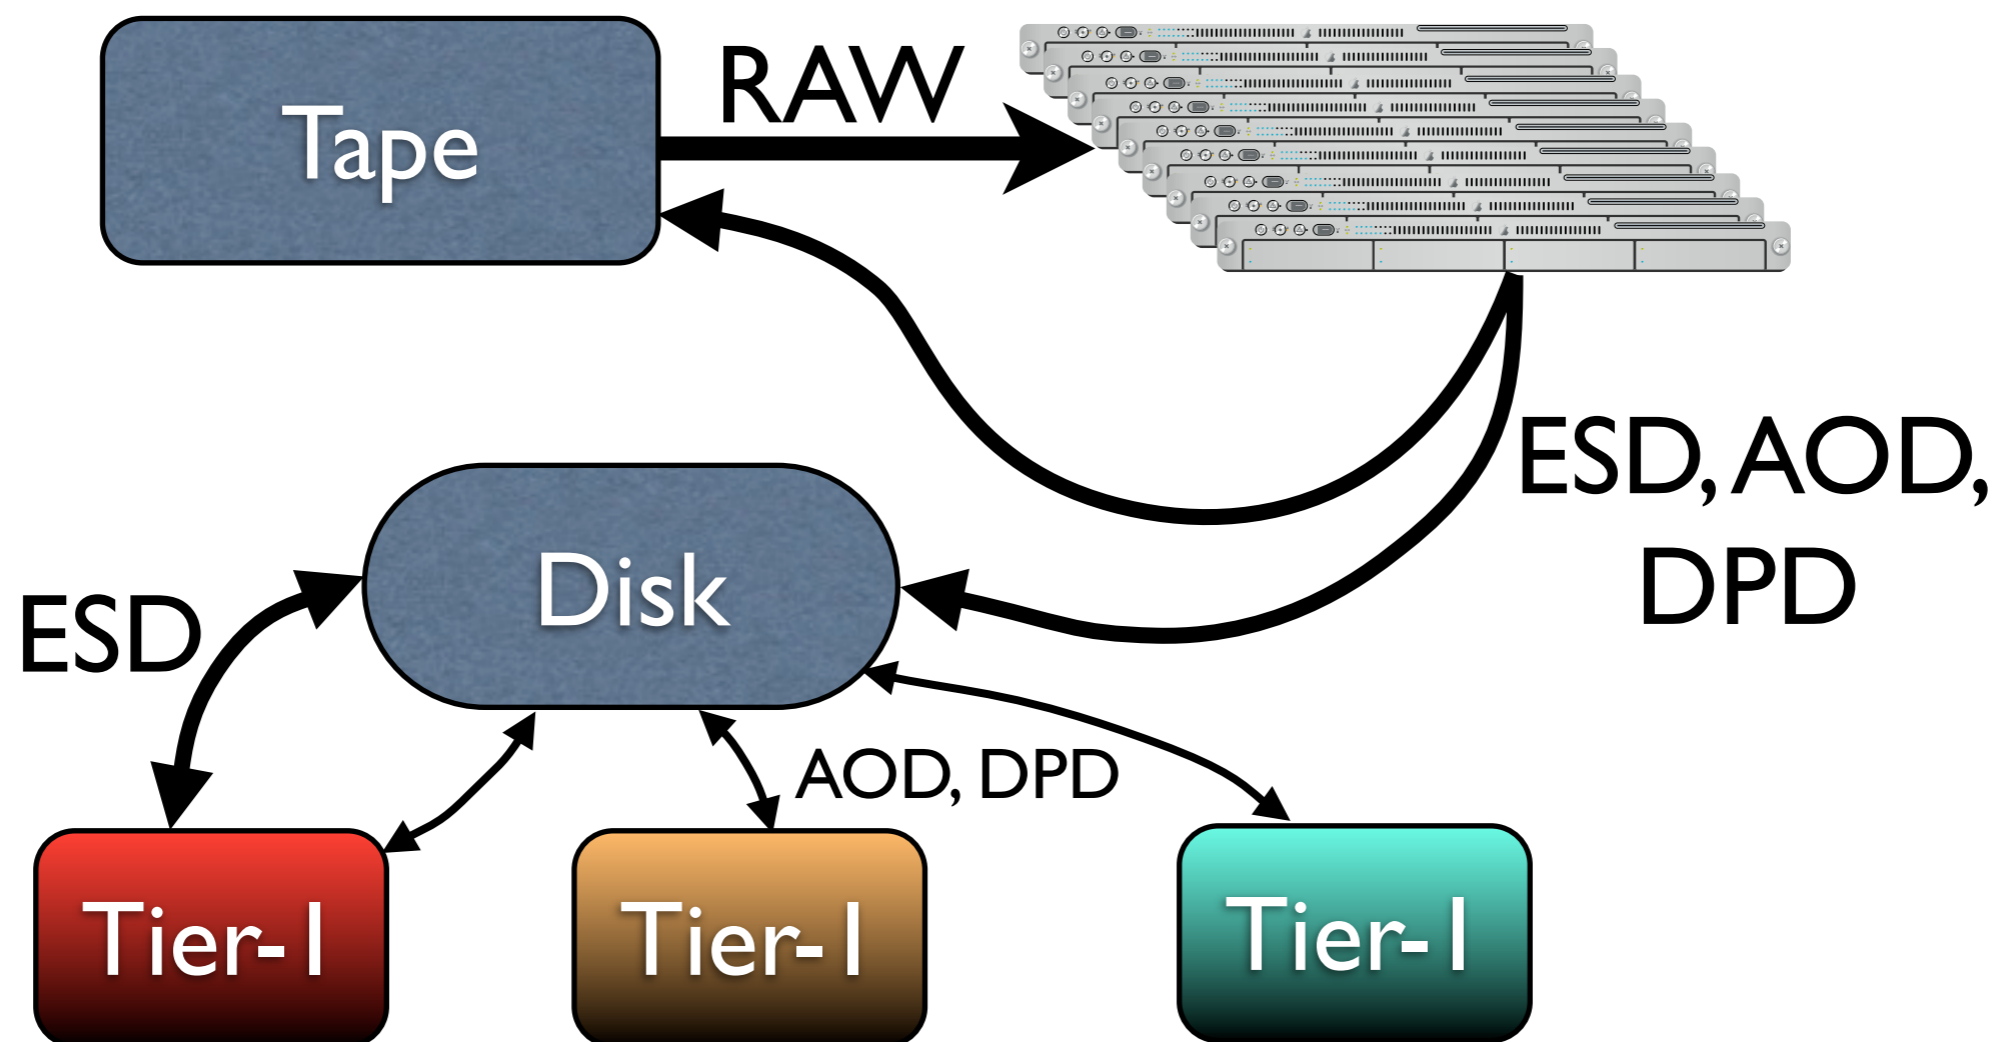 RAW
Tape
ESD, AOD,
DPD
Disk
ESD
AOD, DPD
Tier-1
Tier-1
Tier-1